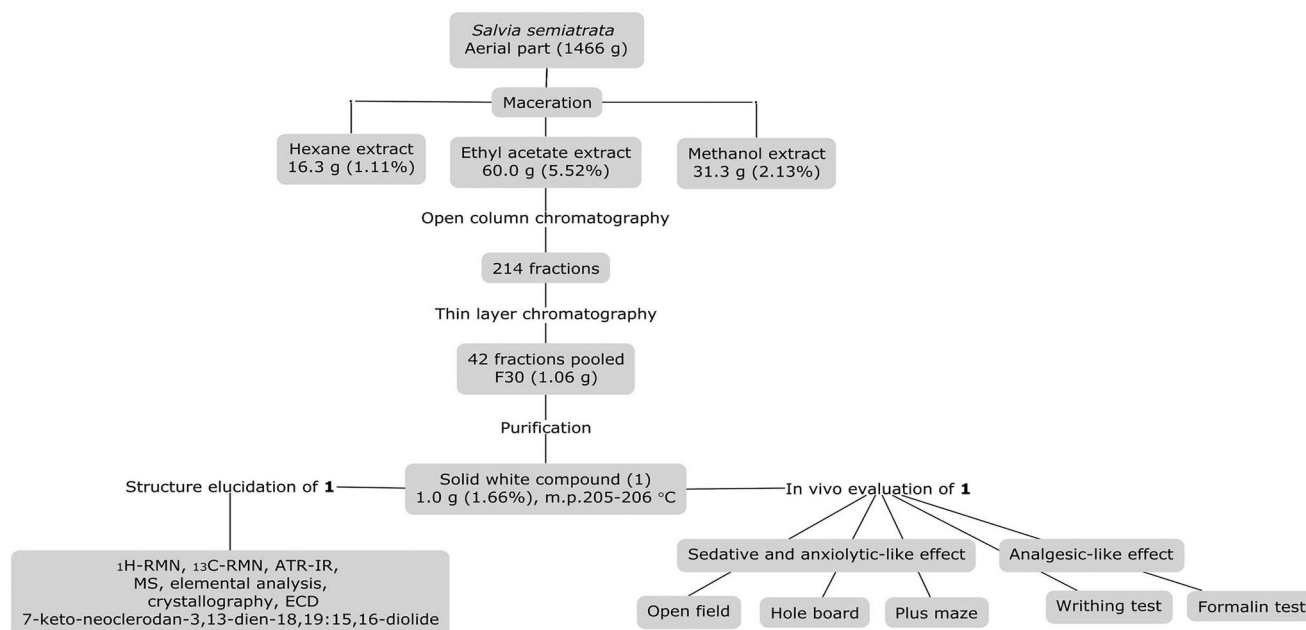 Salvia semiatrata
Aerial part (1466 g)
Maceration
Hexane extract
16.3 g (1.11%)
Ethyl acetate extract
60.0 g (5.52%)
Methanol extract
31.3 g (2.13%)
Open column chromatography
214 fractions
Thin layer chromatography
42 fractions pooled
F30 (1.06 g)
Purification
Solid white compound (1)
1.0 g (1.66%), m.p.205-206 °C
Structure elucidation of 1
₁H-RMN, ₁₃C-RMN, ATR-IR,
MS, elemental analysis,
crystallography, ECD
7-keto-neoclerodan-3,13-dien-18,19:15,16-diolide
In vivo evaluation of 1
Sedative and anxiolytic-like effect
Analgesic-like effect
Open field
Hole board
Plus maze
Writhing test
Formalin test